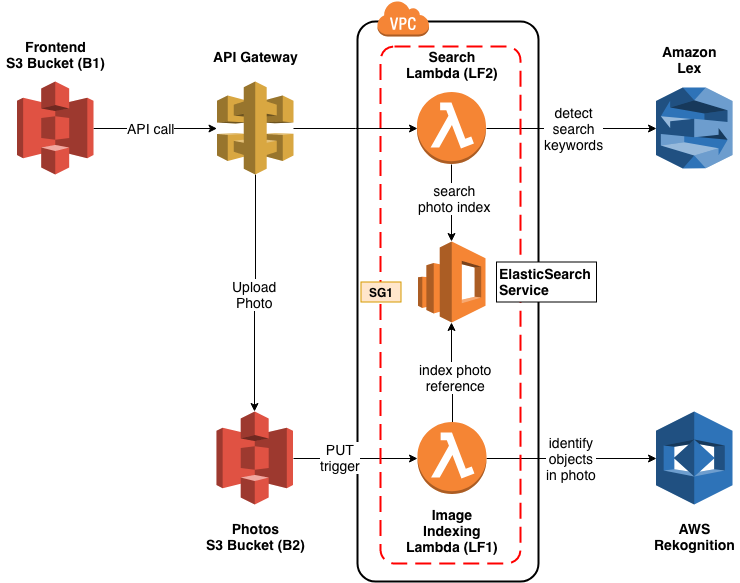 VPC
Frontend
S3 Bucket (B1)
API Gateway
Search
Lambda (LF2)
Amazon
Lex
API call
detect
search
keywords
search
photo index
ElasticSearch
Service
SG1
Upload
Photo
index photo
reference
PUT
trigger
identify
objects
in photo
Photos
S3 Bucket (B2)
Image
Indexing
Lambda (LF1)
AWS
Rekognition